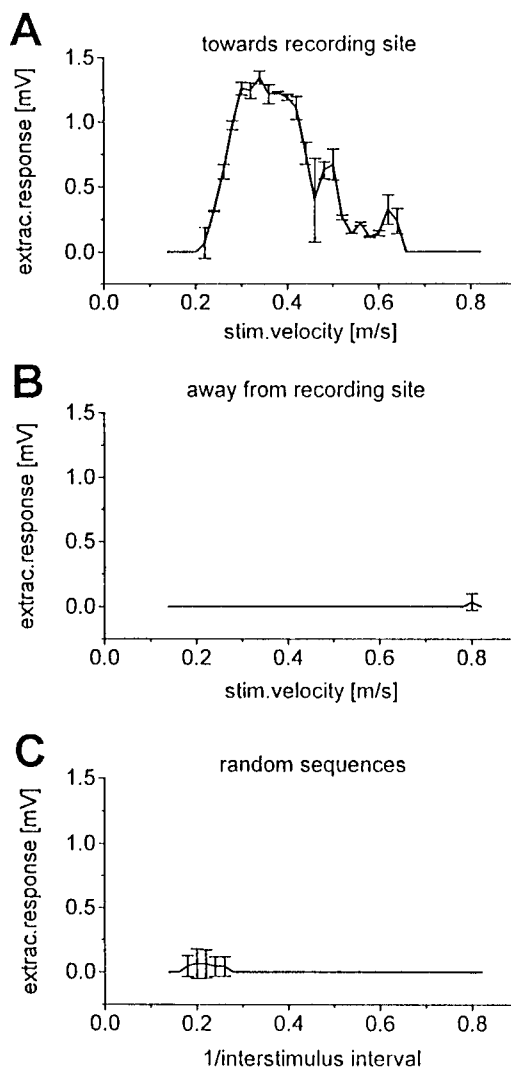 A
towards recording site
extrac.response [mV]
1.5
1.0
0.5
0.0
0.0 0.2 0.4 0.6 0.8
stim.velocity [m/s]
B
away from recording site
extrac.response [mV]
1.5
1.0
0.5
0.0
0.0 0.2 0.4 0.6 0.8
stim.velocity [m/s]
C
random sequences
extrac.response [mV]
1.5
1.0
0.5
0.0
0.0 0.2 0.4 0.6 0.8
1/interstimulus interval